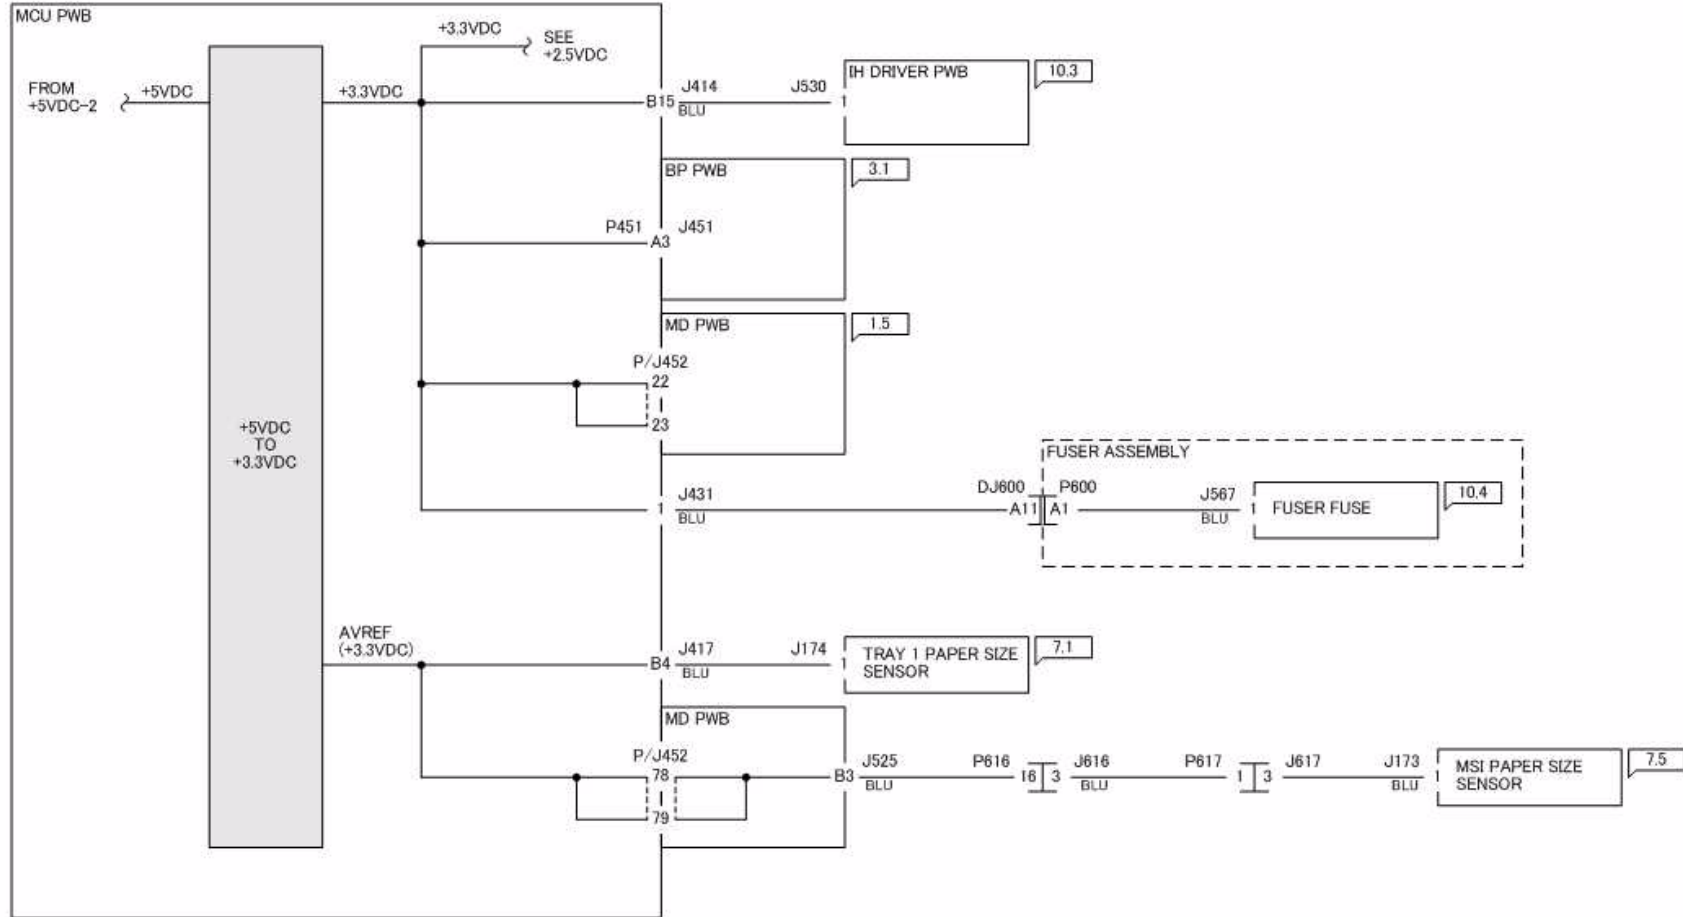 MCU PWB
+3.3VDC
SEE
+2.5VDC
FROM
+5VDC-2
+5VDC
+3.3VDC
B15
J414
BLU
J530
1
IH DRIVER PWB
10.3
BP PWB
3.1
P451
A3
J451
MD PWB
1.5
P/J452
22
23
+5VDC
TO
+3.3VDC
FUSER ASSEMBLY
1
J431
BLU
DJ600
A11
P600
A1
J567
BLU
1
FUSER FUSE
10.4
AVREF
(+3.3VDC)
B4
J417
BLU
J174
1
TRAY 1 PAPER SIZE
SENSOR
7.1
MD PWB
P/J452
78
79
B3
J525
BLU
P616
16
3
J616
BLU
P617
1
3
J617
J173
BLU
1
MSI PAPER SIZE
SENSOR
7.5